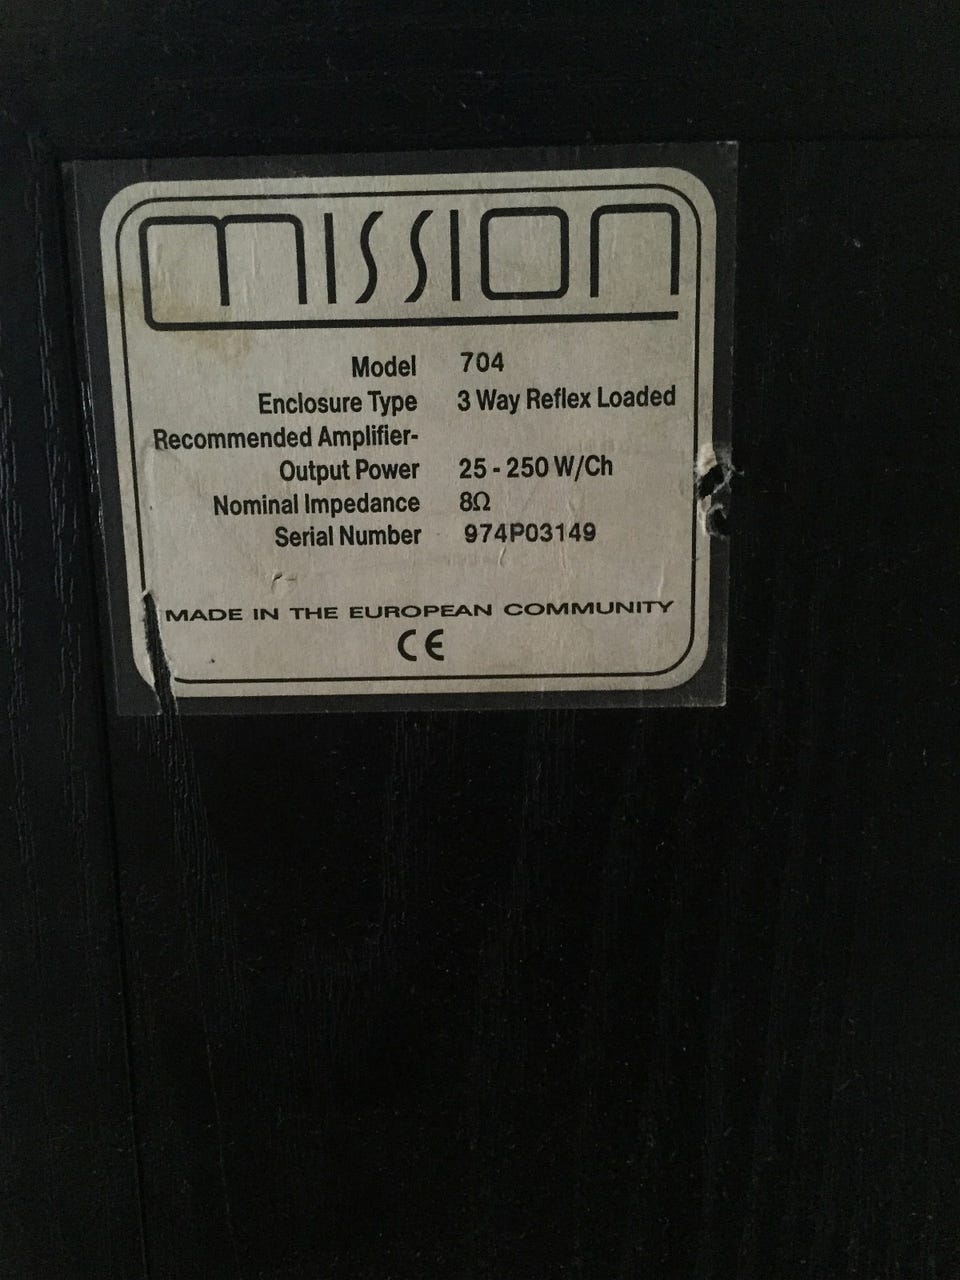 mission
Model 704
Enclosure Type 3 Way Reflex Loaded
Recommended Amplifier-
Output Power 25 - 250 W/Ch
Nominal Impedance 8Ω
Serial Number 974P03149
MADE IN THE EUROPEAN COMMUNITY
CE